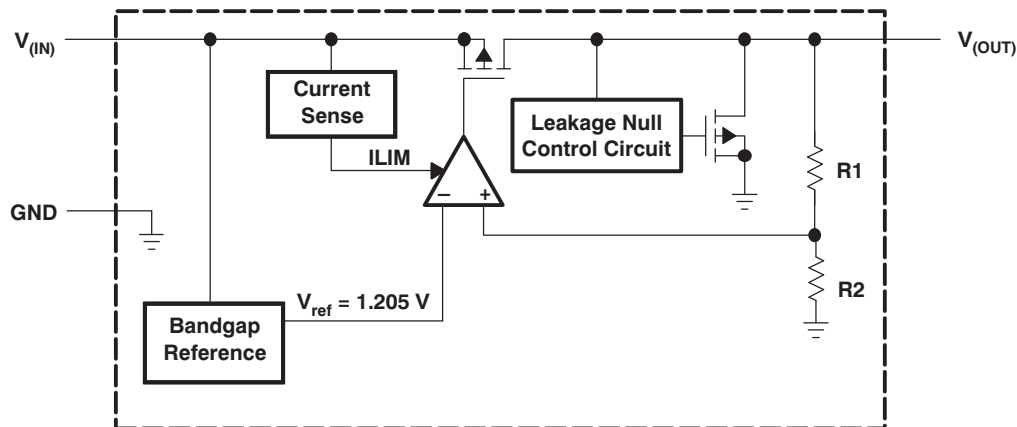 V(IN)
V(OUT)
Current
Sense
Leakage Null
Control Circuit
ILIM
R1
− +
GND
R2
Vref = 1.205 V
Bandgap
Reference